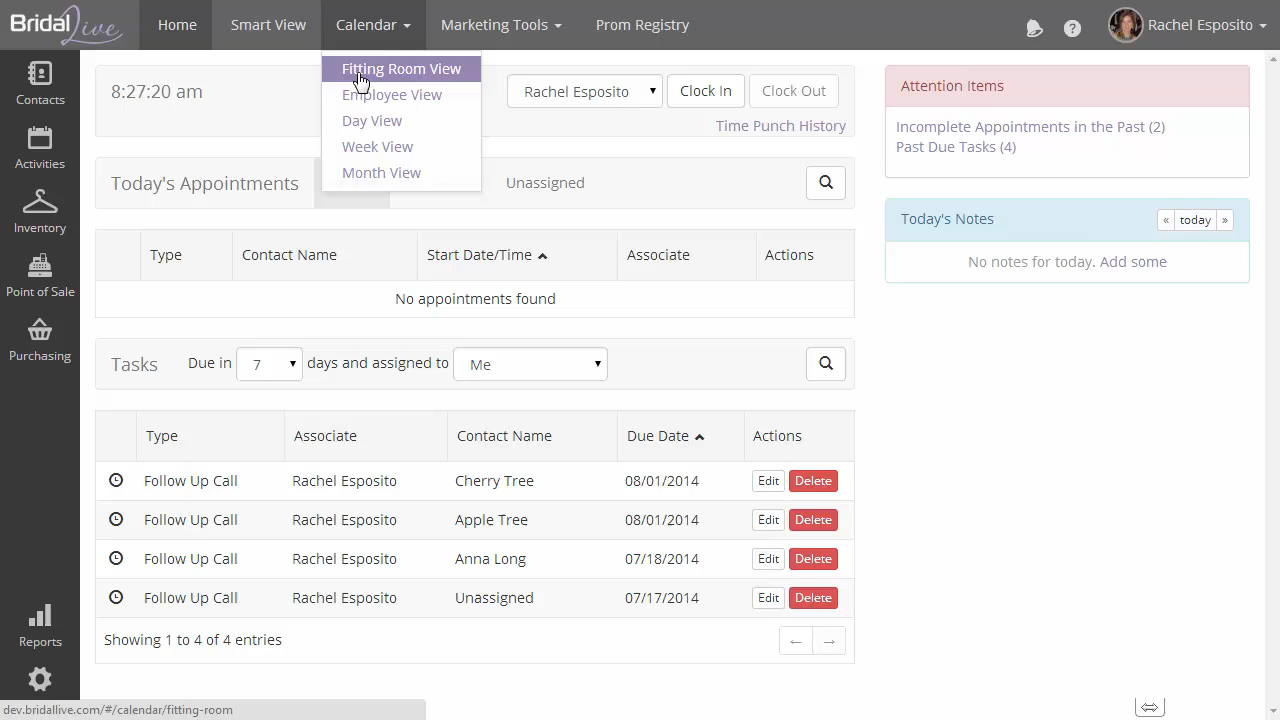 BridalLive
Home
Smart View
Calendar
Marketing Tools
Prom Registry
Rachel Esposito
Contacts
Activities
Inventory
Point of Sale
Purchasing
Reports
Fitting Room View
Employee View
Day View
Week View
Month View
8:27:20 am
Rachel Esposito
Clock In
Clock Out
Time Punch History
Today's Appointments
Unassigned
Type Contact Name Start Date/Time Associate Actions
No appointments found
Tasks Due in 7 days and assigned to Me
Type Associate Contact Name Due Date Actions
Follow Up Call Rachel Esposito Cherry Tree 08/01/2014 Edit Delete
Follow Up Call Rachel Esposito Apple Tree 08/01/2014 Edit Delete
Follow Up Call Rachel Esposito Anna Long 07/18/2014 Edit Delete
Follow Up Call Rachel Esposito Unassigned 07/17/2014 Edit Delete
Showing 1 to 4 of 4 entries
← →
Attention Items
Incomplete Appointments in the Past (2)
Past Due Tasks (4)
Today's Notes « today »
No notes for today. Add some
dev.bridallive.com/#/calendar/fitting-room